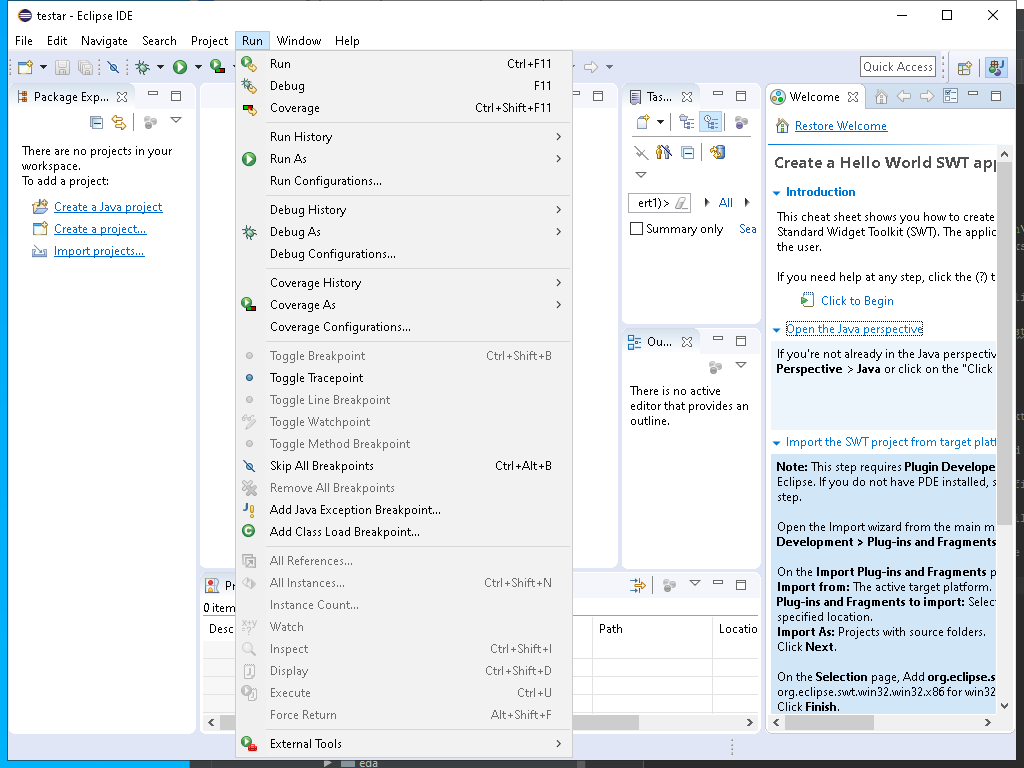 testar - Eclipse IDE
File Edit Navigate Search Project Run Window Help
Quick Access
Package Exp...
There are no projects in your
workspace.
To add a project:
Create a Java project
Create a project...
Import projects...
Run Ctrl+F11
Debug F11
Coverage Ctrl+Shift+F11
Run History
Run As
Run Configurations...
Debug History
Debug As
Debug Configurations...
Coverage History
Coverage As
Coverage Configurations...
Toggle Breakpoint Ctrl+Shift+B
Toggle Tracepoint
Toggle Line Breakpoint
Toggle Watchpoint
Toggle Method Breakpoint
Skip All Breakpoints Ctrl+Alt+B
Remove All Breakpoints
Add Java Exception Breakpoint...
Add Class Load Breakpoint...
All References...
All Instances... Ctrl+Shift+N
Instance Count...
Watch
Inspect Ctrl+Shift+I
Display Ctrl+Shift+D
Execute Ctrl+U
Force Return Alt+Shift+F
External Tools
Tas...
ert1)> All
Summary only Sea
Ou...
There is no active
editor that provides an
outline.
Pr
0 item
Desc Path Locatio
Welcome
Restore Welcome
Create a Hello World SWT app
Introduction
This cheat sheet shows you how to create
Standard Widget Toolkit (SWT). The applic
the user.
If you need help at any step, click the (?) t
Click to Begin
Open the Java perspective
If you're not already in the Java perspectiv
Perspective > Java or click on the "Click
Import the SWT project from target platf
Note: This step requires Plugin Develope
Eclipse. If you do not have PDE installed, s
step.
Open the Import wizard from the main m
Development > Plug-ins and Fragments
On the Import Plug-ins and Fragments p
Import from: The active target platform.
Plug-ins and Fragments to import: Selec
specified location.
Import As: Projects with source folders.
Click Next.
On the Selection page, Add org.eclipse.s
org.eclipse.swt.win32.win32.x86 for win32
Click Finish.
eda